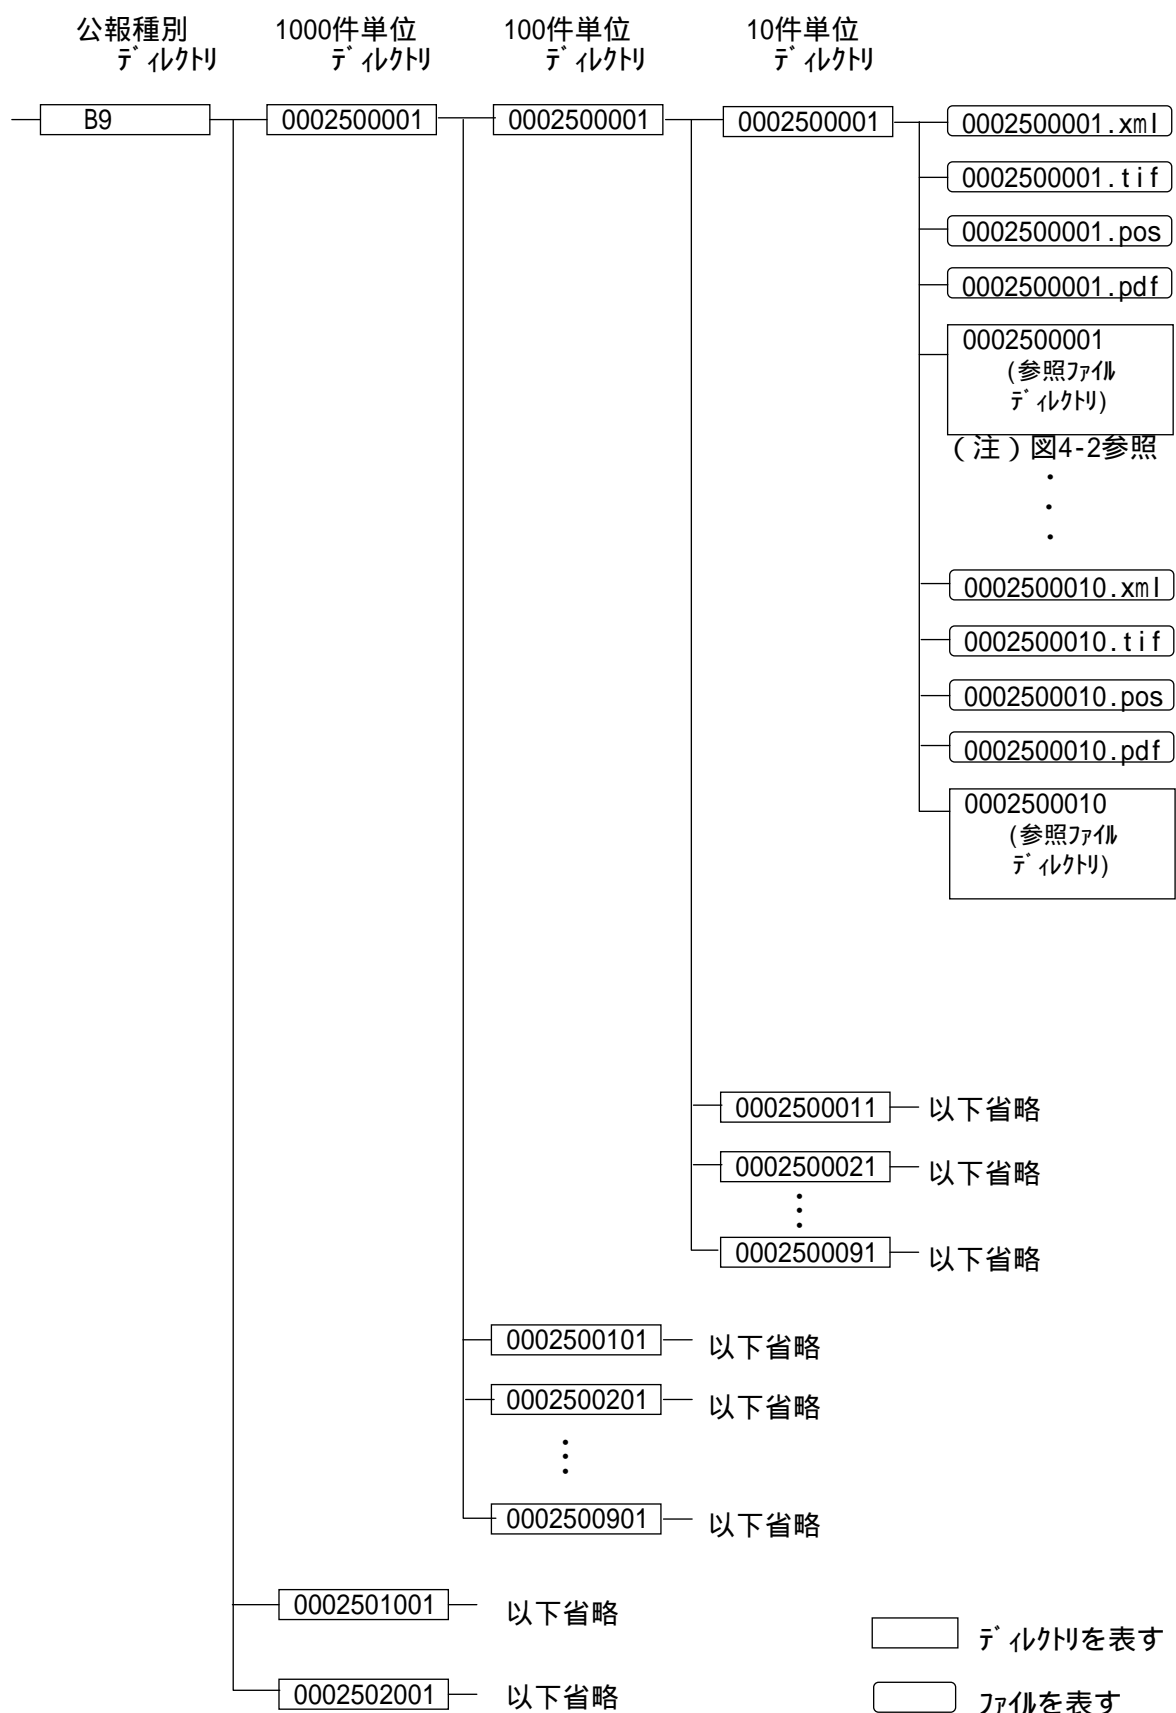 公報種別
ディレクトリ
1000件単位
ディレクトリ
100件単位
ディレクトリ
10件単位
ディレクトリ
B9
0002500001
0002500001
0002500001
0002500001.xml
0002500001.tif
0002500001.pos
0002500001.pdf
0002500001
(参照ファイル
ディレクトリ)
(注)図4-2参照
・
・
・
0002500010.xml
0002500010.tif
0002500010.pos
0002500010.pdf
0002500010
(参照ファイル
ディレクトリ)
0002500011 以下省略
0002500021 以下省略
・
・
・
0002500091 以下省略
0002500101 以下省略
0002500201 以下省略
・
・
・
0002500901 以下省略
0002501001 以下省略
0002502001 以下省略
ディレクトリを表す
ファイルを表す